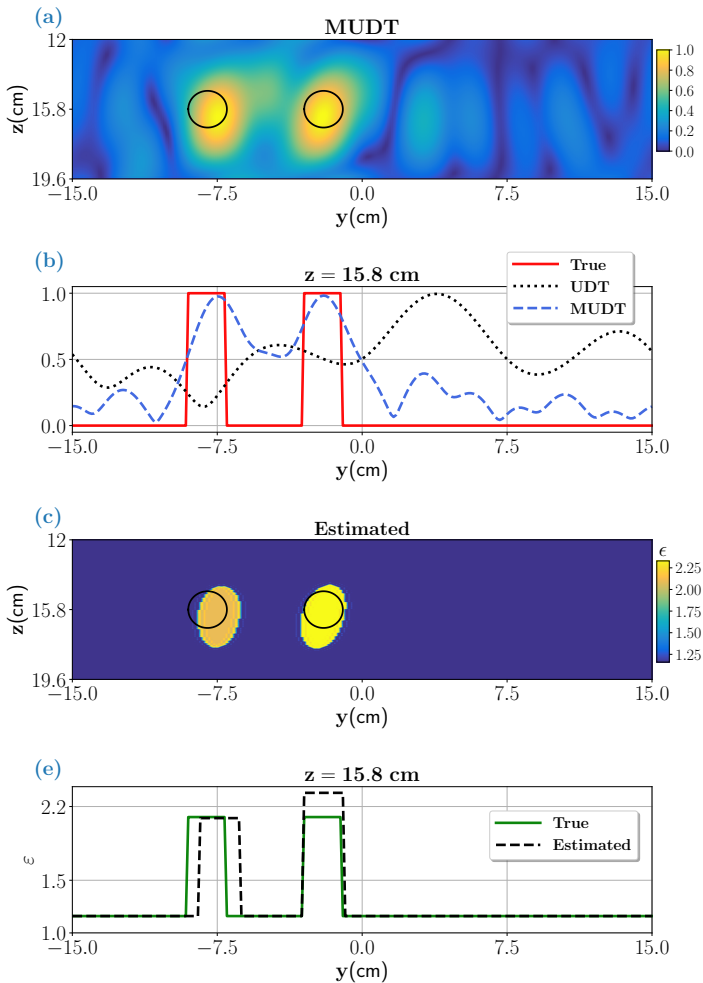 (a)
MUDT
12
15.8
19.6
z(cm)
−15.0 −7.5 0.0 7.5 15.0
y(cm)
1.0
0.8
0.6
0.4
0.2
0.0
(b)
z = 15.8 cm
True
UDT
MUDT
1.0
0.5
0.0
−15.0 −7.5 0.0 7.5 15.0
y(cm)
(c)
Estimated
12
15.8
19.6
z(cm)
−15.0 −7.5 0.0 7.5 15.0
y(cm)
ϵ
2.25
2.00
1.75
1.50
1.25
(e)
z = 15.8 cm
2.2
1.5
1.0
ε
True
Estimated
−15.0 −7.5 0.0 7.5 15.0
y(cm)